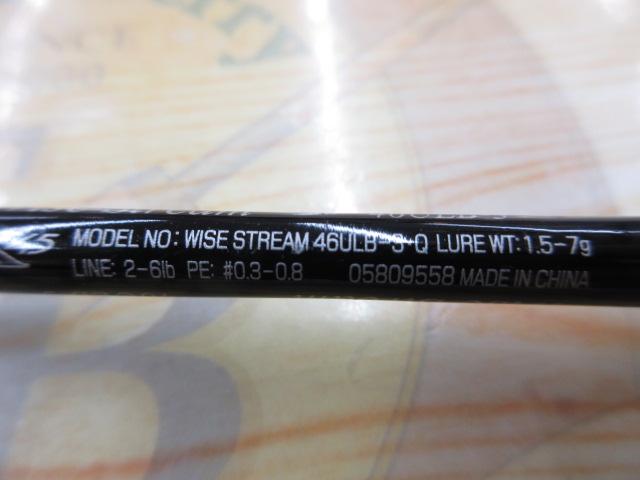 MODEL NO: WISE STREAM 46ULB-3・Q LURE WT: 1.5-7g
LINE: 2-6lb PE: #0.3-0.8 05809558 MADE IN CHINA